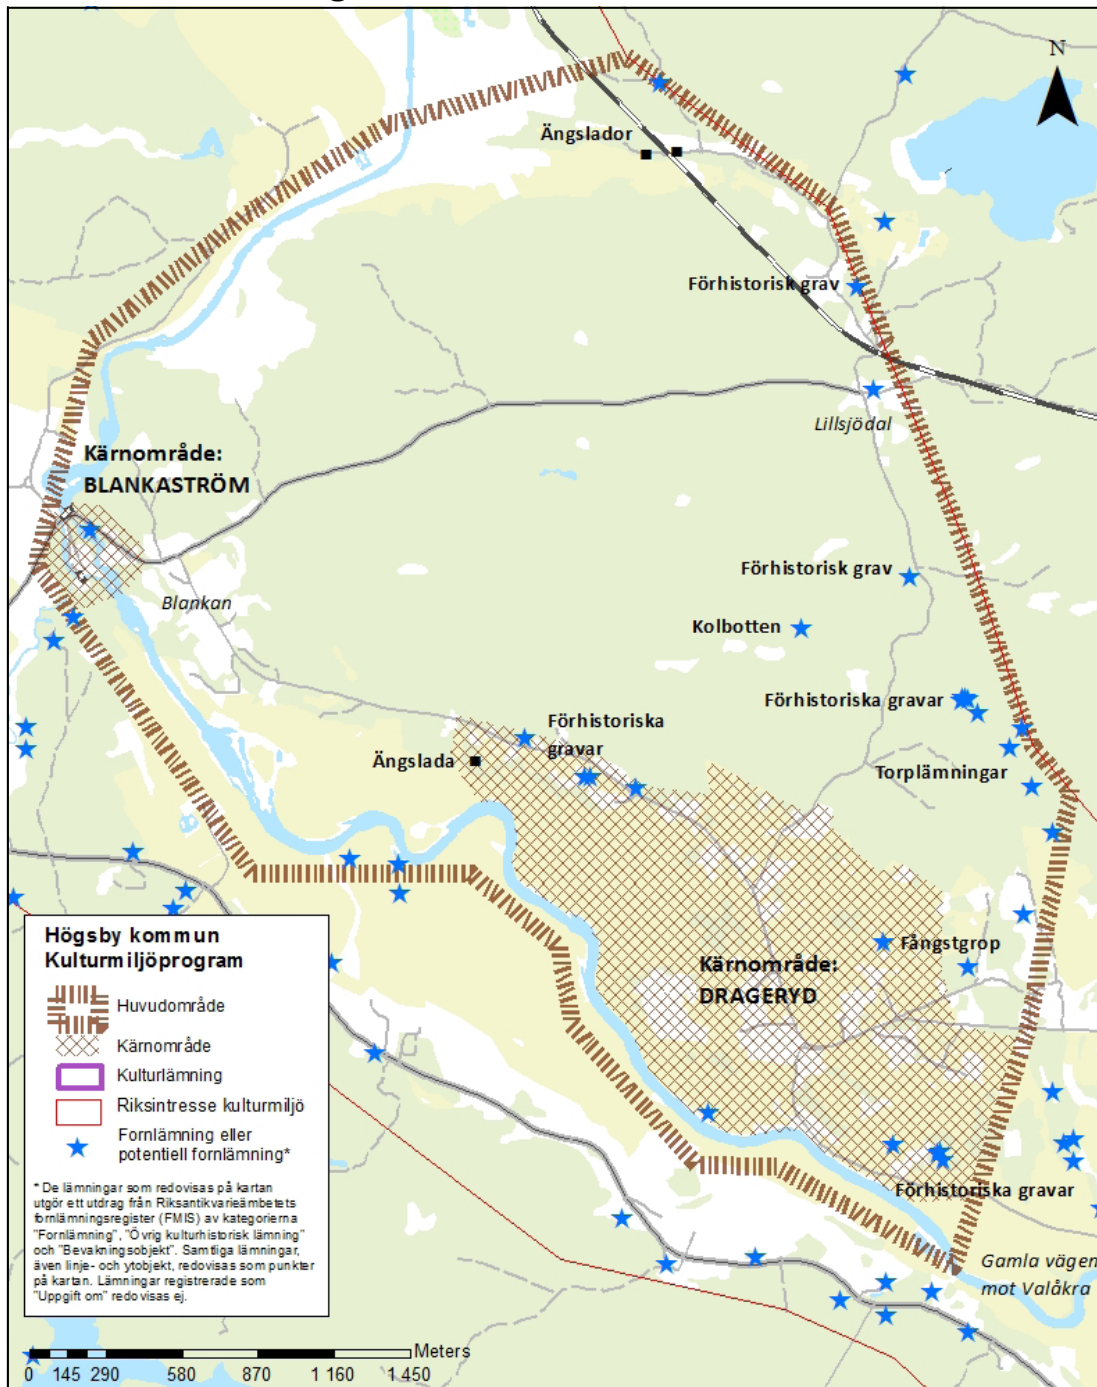 N
Ängslador
Förhistorisk grav
Lillsjödal
Kärnområde:
BLANKASTRÖM
Blankan
Förhistorisk grav
Kolbotten
Förhistoriska gravar
Förhistoriska
gravar
Ängslada
Torplämningar
Fångstgrop
Kärnområde:
DRAGERYD
Förhistoriska gravar
Gamla vägen
mot Valåkra
Högsby kommun
Kulturmiljöprogram
Huvudområde
Kärnområde
Kulturlämning
Riksintresse kulturmiljö
Fornlämning eller
potentiell fornlämning*
* De lämningar som redovisas på kartan
utgör ett utdrag från Riksantikvarieämbetets
fornlämningsregister (FMIS) av kategorierna
"Fornlämning", "Övrig kulturhistorisk lämning"
och "Bevakningsobjekt". Samtliga lämningar,
även linje- och ytobjekt, redovisas som punkter
på kartan. Lämningar registrerade som
"Uppgift om" redovisas ej.
Meters
0 145 290 580 870 1 160 1 450